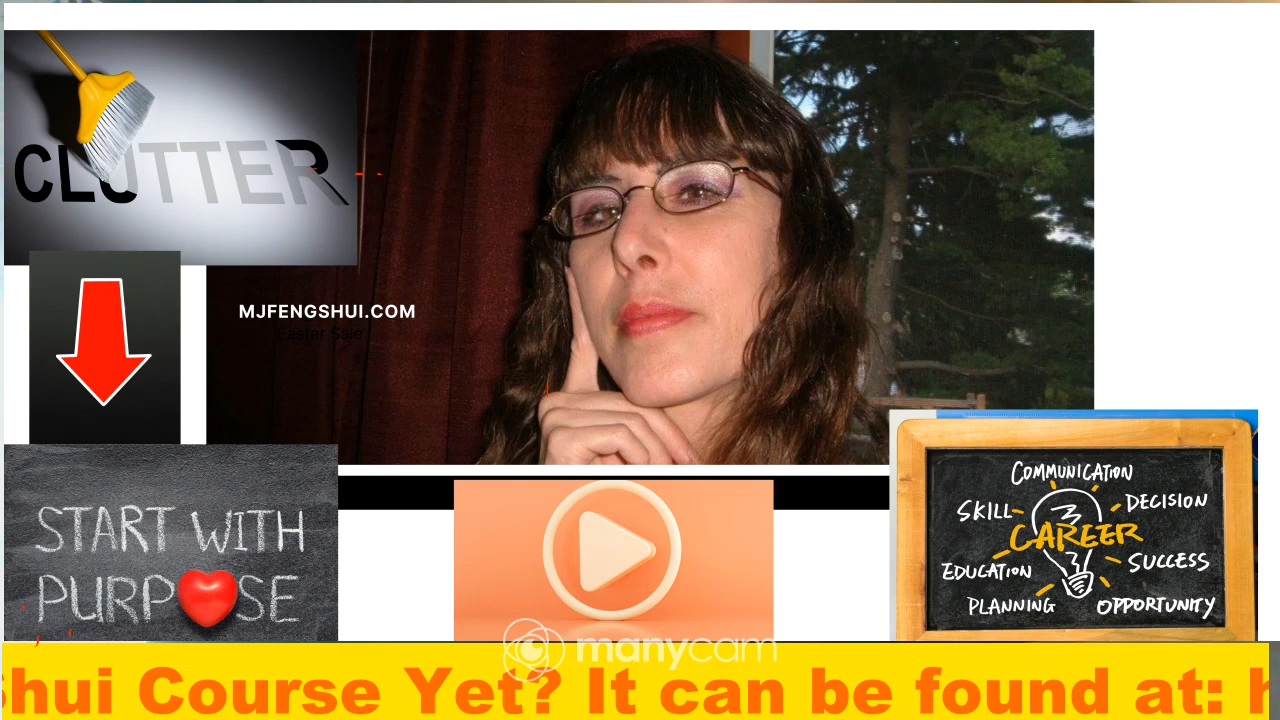 CLUTTER
MJFENGSHUI.COM
Easter Sale
START WITH
PURPOSE
COMMUNICATION
SKILL
DECISION
CAREER
EDUCATION
SUCCESS
PLANNING
OPPORTUNITY
manycam
Shui Course Yet? It can be found at: h